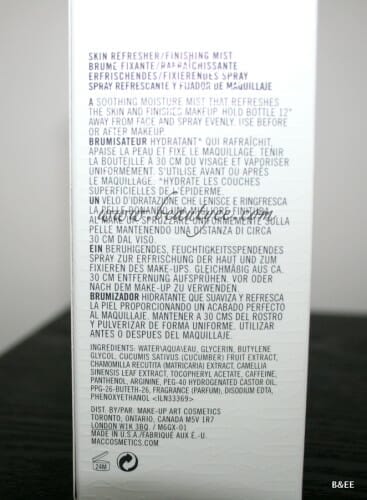 SKIN REFRESHER/FINISHING MIST
BRUME FIXANTE/RAFRAÎCHISSANTE
ERFRISCHENDES/FIXIERENDES SPRAY
SPRAY REFRESCANTE Y FIJADOR DE MAQUILLAJE
A SOOTHING MOISTURE MIST THAT REFRESHES
THE SKIN AND FINISHES MAKEUP. HOLD BOTTLE 12"
AWAY FROM FACE AND SPRAY EVENLY. USE BEFORE
OR AFTER MAKEUP.
BRUMISATEUR HYDRATANT* QUI RAFRAÎCHIT,
APAISE LA PEAU ET FIXE LE MAQUILLAGE. TENIR
LA BOUTEILLE À 30 CM DU VISAGE ET VAPORISER
UNIFORMÉMENT. S'UTILISE AVANT OU APRÈS
LE MAQUILLAGE. *HYDRATE LES COUCHES
SUPERFICIELLES DE L'ÉPIDERME.
UN VELO D'IDRATAZIONE CHE LENISCE E RINGFRESCA
LA PELLE DONANDO UNA
AL SPRUZZARE UNIFORMEMENTE SULLA
PELLE MANTENENDO UNA DISTANZA DI CIRCA
30 CM DAL VISO.
EIN BERUHIGENDES, FEUCHTIGKEITSSPENDENDES
SPRAY ZUR ERFRISCHUNG DER HAUT UND ZUM
FIXIEREN DES MAKE-UPS. GLEICHMÄßIG AUS CA.
30 CM ENTFERNUNG AUFSPRÜHEN. VOR ODER
NACH DEM MAKE-UP ZU VERWENDEN.
BRUMIZADOR HIDRATANTE QUE SUAVIZA Y REFRESCA
LA PIEL PROPORCIONANDO UN ACABADO PERFECTO
AL MAQUILLAJE. MANTENER A 30 CMS DEL ROSTRO
Y PULVERIZAR DE FORMA UNIFORME. UTILIZAR
ANTES O DESPUES DEL MAQUILLAJE.
INGREDIENTS: WATER\AQUA\EAU, GLYCERIN, BUTYLENE
GLYCOL, CUCUMIS SATIVUS (CUCUMBER) FRUIT EXTRACT,
CHAMOMILLA RECUTITA (MATRICARIA) EXTRACT, CAMELLIA
SINENSIS LEAF EXTRACT, TOCOPHERYL ACETATE, CAFFEINE,
PANTHENOL, ARGININE, PEG-40 HYDROGENATED CASTOR OIL,
PPG-26-BUTETH-26, FRAGRANCE (PARFUM), DISODIUM EDTA,
PHENOXYETHANOL <ILN33369>
DIST. BY/PAR: MAKE-UP ART COSMETICS
TORONTO, ONTARIO, CANADA M5V 1R7
LONDON W1K 3BQ / M6GX-01
MADE IN U.S.A./FABRIQUÉ AUX É.-U.
MACCOSMETICS.COM
24M
B&EE